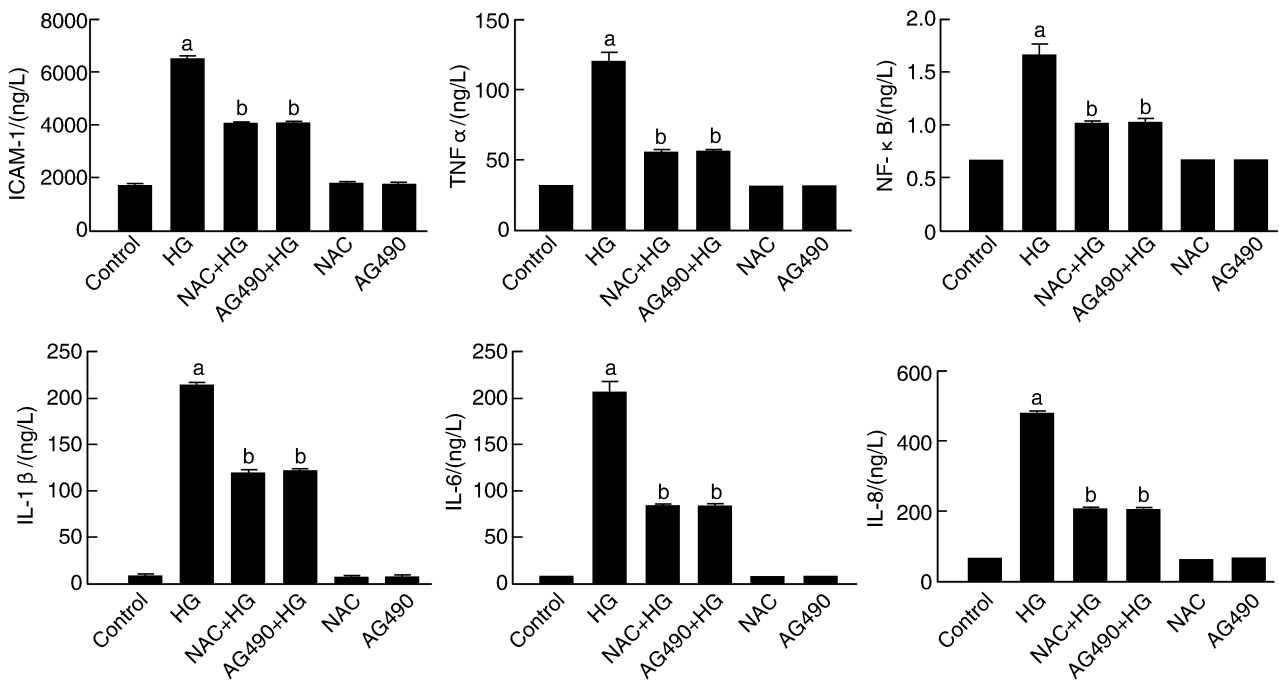 ICAM-1/(ng/L)
8000
6000
4000
2000
0
a
b
b
Control
HG
NAC+HG
AG490+HG
NAC
AG490
TNF α/(ng/L)
150
100
50
0
a
b
b
Control
HG
NAC+HG
AG490+HG
NAC
AG490
NF-κB/(ng/L)
2.0
1.5
1.0
0.5
0
a
b
b
Control
HG
NAC+HG
AG490+HG
NAC
AG490
IL-1β/(ng/L)
250
200
150
100
50
0
a
b
b
Control
HG
NAC+HG
AG490+HG
NAC
AG490
IL-6/(ng/L)
250
200
150
100
50
0
a
b
b
Control
HG
NAC+HG
AG490+HG
NAC
AG490
IL-8/(ng/L)
600
400
200
0
a
b
b
Control
HG
NAC+HG
AG490+HG
NAC
AG490